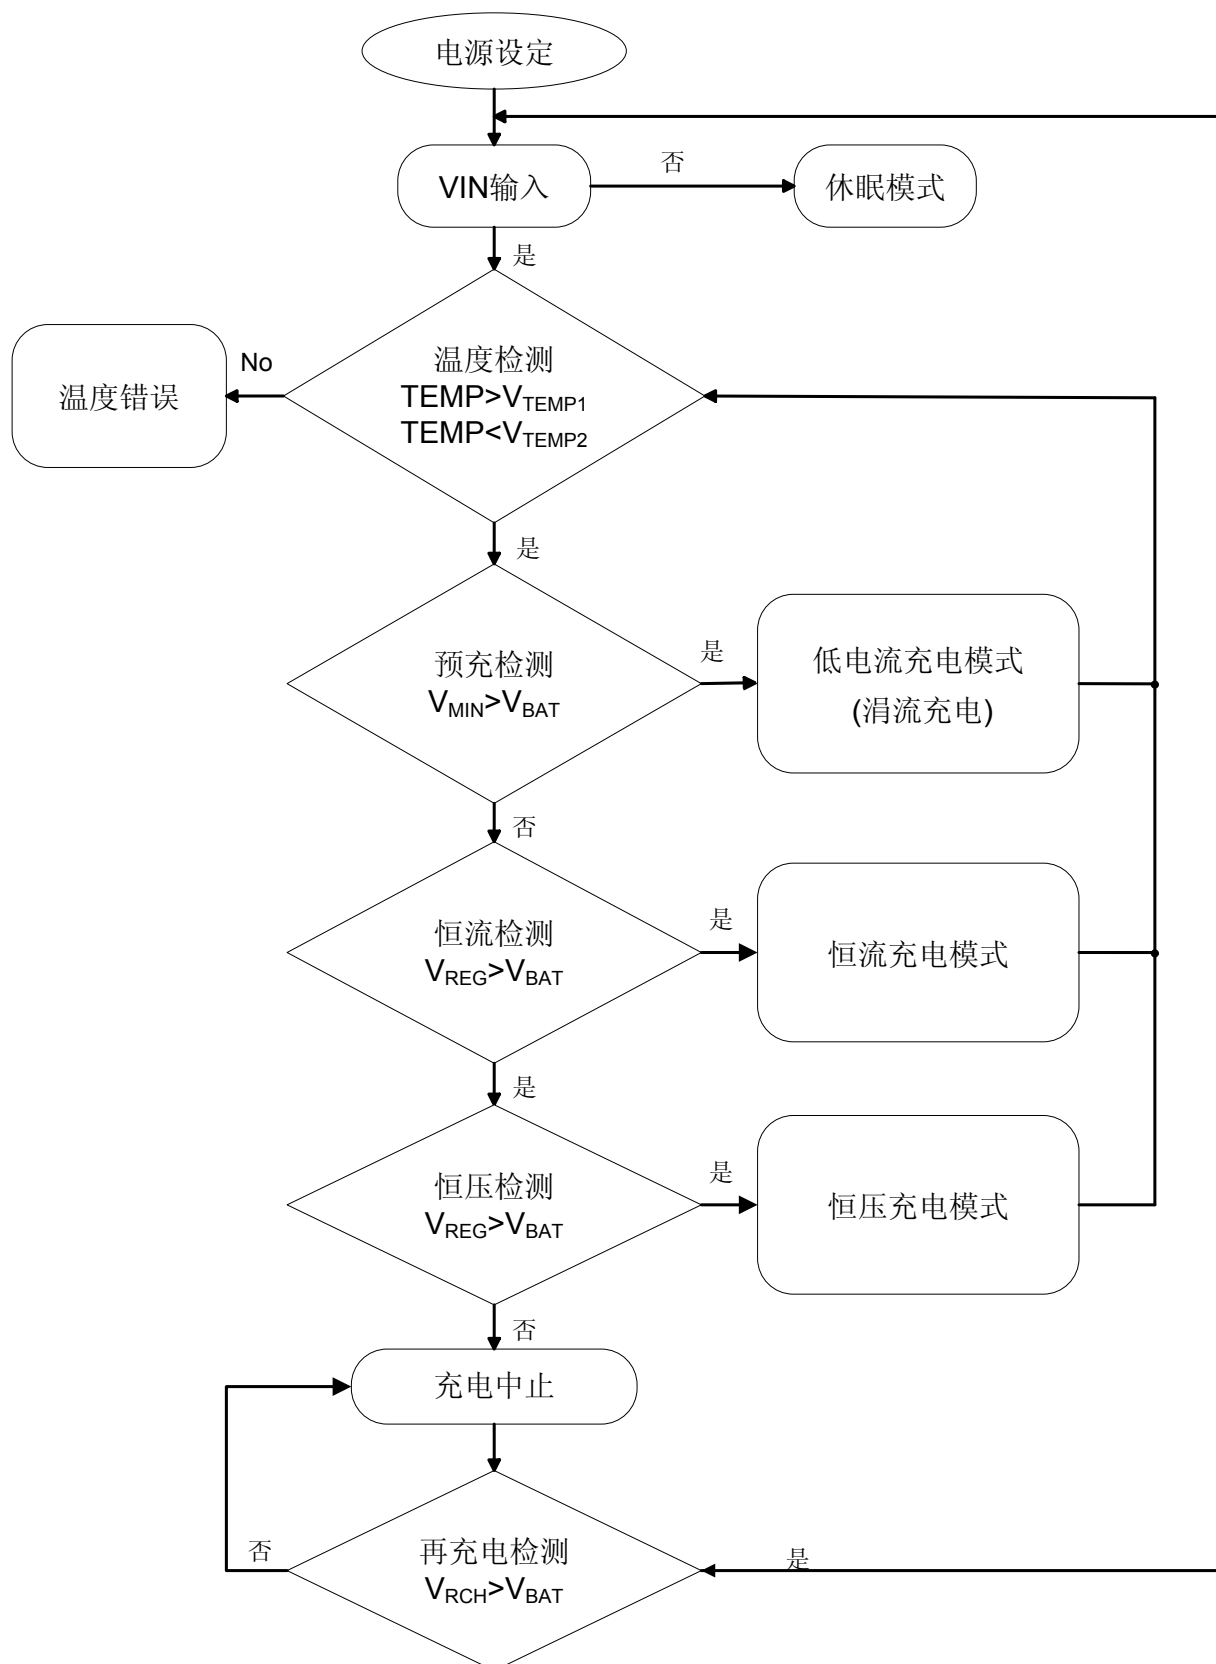 电源设定
VIN输入
否
休眠模式
是
温度检测
TEMP>VTEMP1
TEMP<VTEMP2
No
温度错误
是
预充检测
VMIN>VBAT
是
低电流充电模式
(涓流充电)
否
恒流检测
VREG>VBAT
是
恒流充电模式
是
恒压检测
VREG>VBAT
是
恒压充电模式
否
充电中止
再充电检测
VRCH>VBAT
否
是